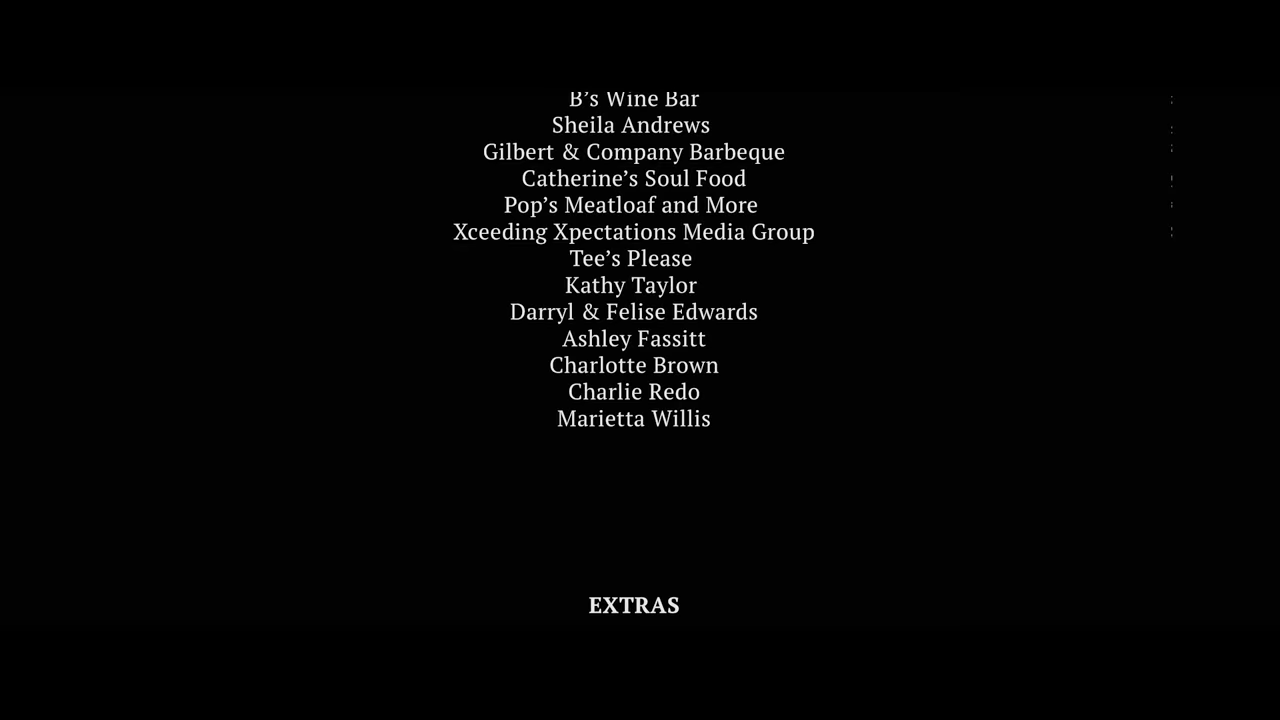 B’s Wine Bar
Sheila Andrews
Gilbert & Company Barbeque
Catherine’s Soul Food
Pop’s Meatloaf and More
Xceeding Xpectations Media Group
Tee’s Please
Kathy Taylor
Darryl & Felise Edwards
Ashley Fassitt
Charlotte Brown
Charlie Redo
Marietta Willis
EXTRAS